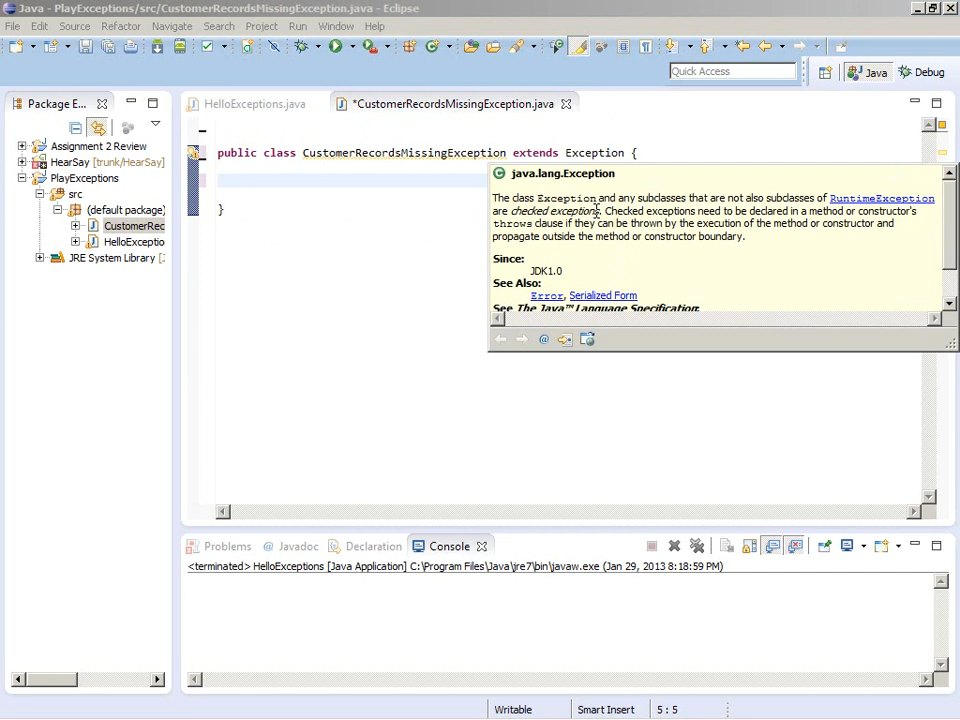 Java - PlayExceptions/src/CustomerRecordsMissingException.java - Eclipse
File Edit Source Refactor Navigate Search Project Run Window Help
Quick Access
Java
Debug
Package E...
HelloExceptions.java
*CustomerRecordsMissingException.java
Assignment 2 Review
HearSay [trunk/HearSay]
PlayExceptions
src
(default package)
CustomerRec
HelloExceptio
JRE System Library [
public class CustomerRecordsMissingException extends Exception {
}
java.lang.Exception
The class Exception and any subclasses that are not also subclasses of RuntimeException
are checked exceptions. Checked exceptions need to be declared in a method or constructor's
throws clause if they can be thrown by the execution of the method or constructor and
propagate outside the method or constructor boundary.
Since:
JDK1.0
See Also:
Error, Serialized Form
See The Java™ Language Specification:
Problems
@ Javadoc
Declaration
Console
<terminated> HelloExceptions [Java Application] C:\Program Files\Java\jre7\bin\javaw.exe (Jan 29, 2013 8:18:59 PM)
Writable
Smart Insert
5 : 5